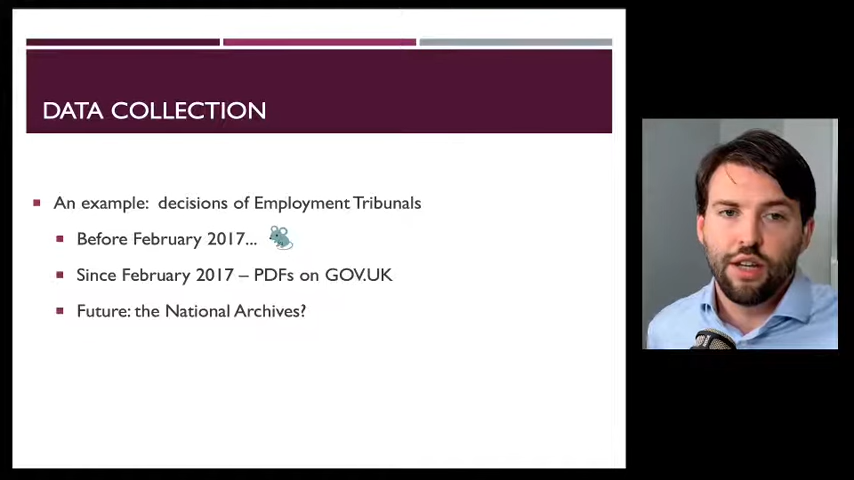 DATA COLLECTION
An example: decisions of Employment Tribunals
Before February 2017...
Since February 2017 – PDFs on GOV.UK
Future: the National Archives?